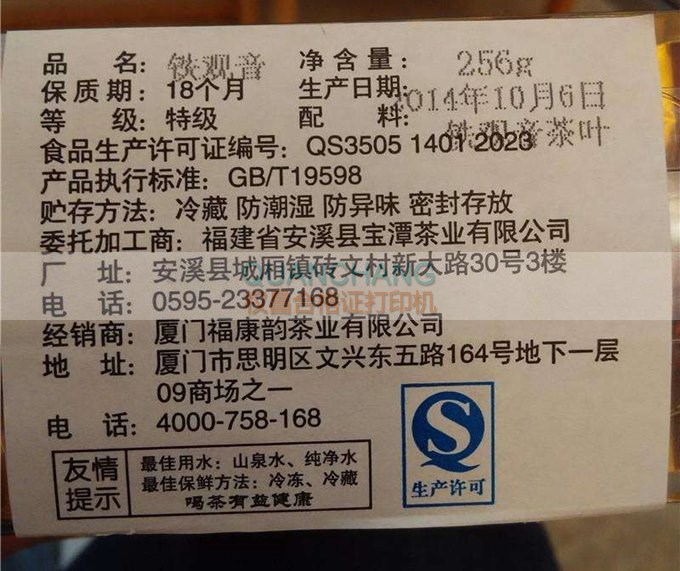 品 名：铁观音 净含量：256g
保质期：18个月 生产日期：2014年10月6日
等 级：特级 配 料：铁观音茶叶
食品生产许可证编号：QS3505 1401 2023
产品执行标准：GB/T19598
贮存方法：冷藏 防潮湿 防异味 密封存放
委托加工商：福建省安溪县宝潭茶业有限公司
厂 址：安溪县城厢镇砖文村新大路30号3楼
QUANCHANG
电 话：0595-23377168
经销商：厦门福康韵茶业有限公司
地 址：厦门市思明区文兴东五路164号地下一层
09商场之一
电 话：4000-758-168
友情提示
最佳用水：山泉水、纯净水
最佳保鲜方法：冷冻、冷藏
喝茶有益健康
生产许可